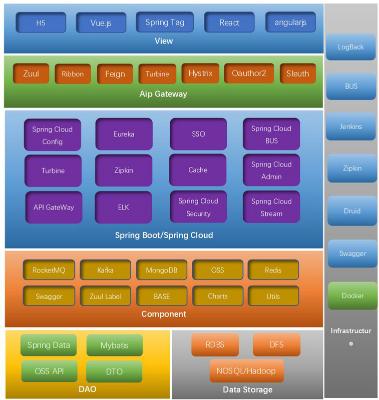 H5
Vue.js
Spring Tag
React
angularjs
View
Zuul
Ribbon
Feign
Turbine
Hystrix
Oauthor2
Sleuth
Aip Gateway
Spring Cloud
Config
Eureka
SSO
Spring Cloud
BUS
Turbine
Zipkin
Cache
Spring Cloud
Admin
API GateWay
ELK
Spring Cloud
Security
Spring Cloud
Stream
Spring Boot/Spring Cloud
RocketMQ
Kafka
MongoDB
OSS
Redis
Swagger
Zuul Label
BASE
Charts
Utils
Component
Spring Data
Mybatis
OSS API
DTO
DAO
RDBS
DFS
NOSQL/Hadoop
Data Storage
LogBack
BUS
Jenkins
Zipkin
Druid
Swagger
Docker
Infrastructur
e